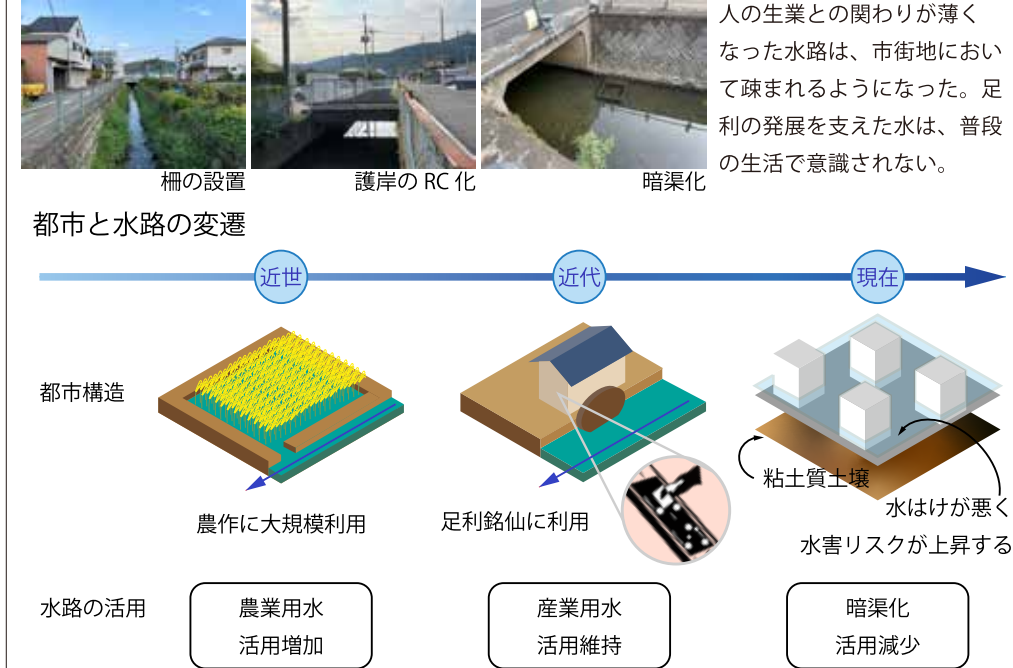 人の生業との関わりが薄く
なった水路は、市街地におい
て疎まれるようになった。足
利の発展を支えた水は、普段
の生活で意識されない。
柵の設置
護岸の RC 化
暗渠化
都市と水路の変遷
近世
近代
現在
都市構造
農作に大規模利用
足利銘仙に利用
粘土質土壌
水はけが悪く
水害リスクが上昇する
水路の活用
農業用水
活用増加
産業用水
活用維持
暗渠化
活用減少